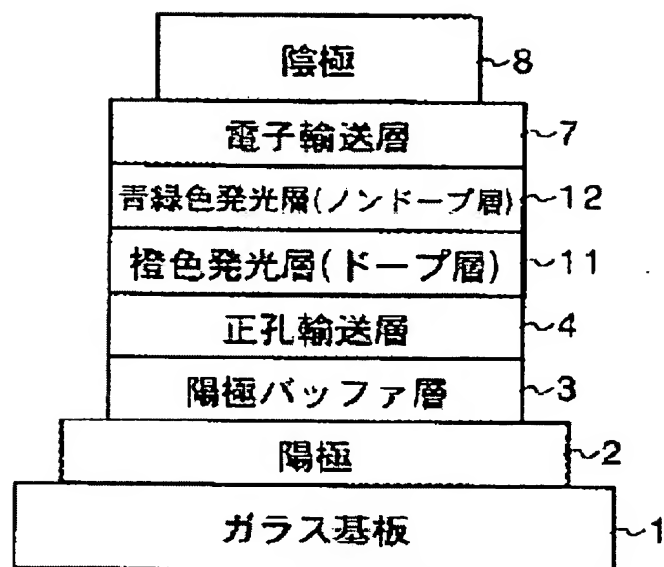 陰極 8
電子輸送層 7
青緑色発光層(ノンドープ層) 12
橙色発光層(ドープ層) 11
正孔輸送層 4
陽極バッファ層 3
陽極 2
ガラス基板 1